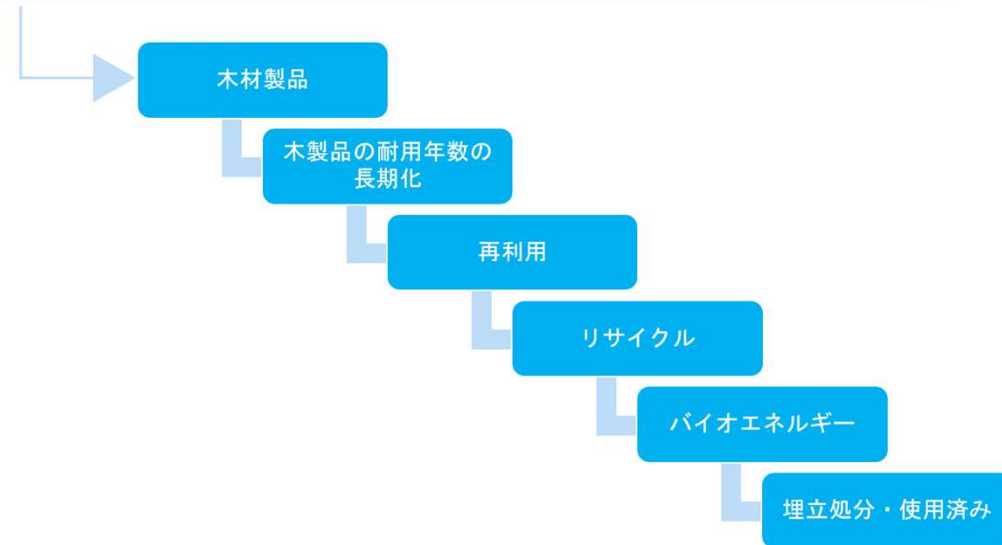 木材製品
木製品の耐用年数の
長期化
再利用
リサイクル
バイオエネルギー
埋立処分・使用済み